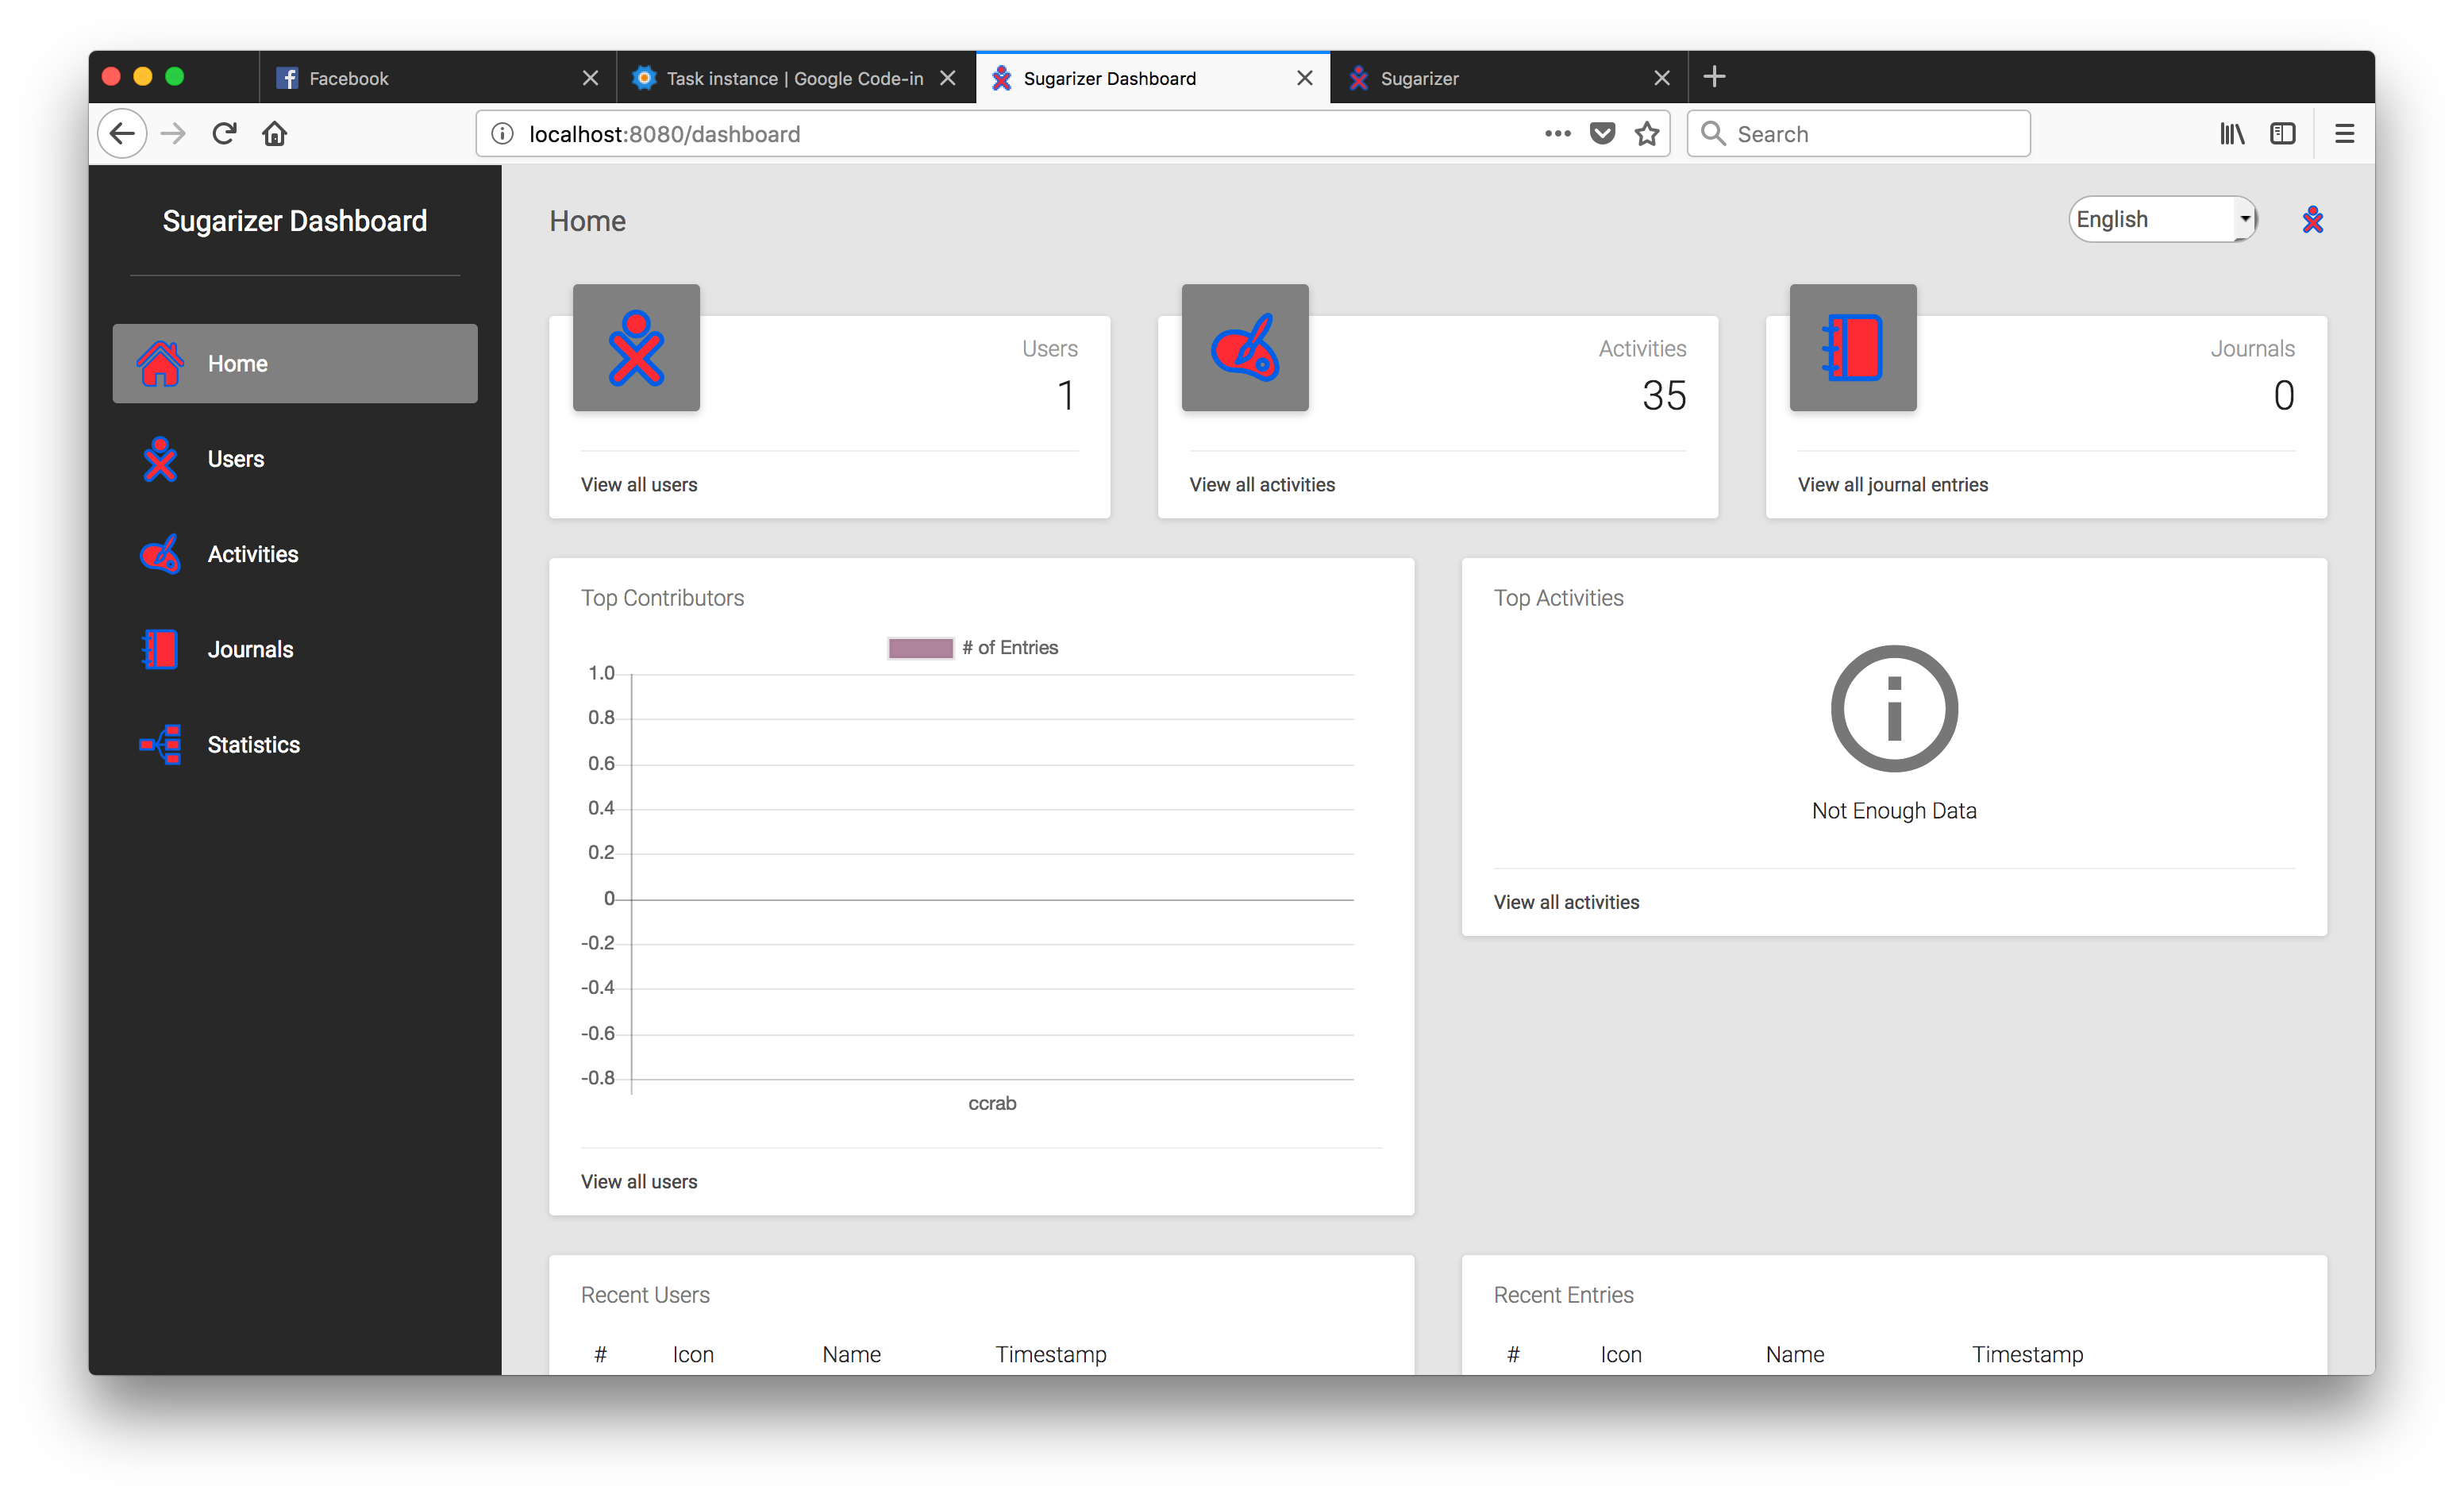 Facebook
Task instance | Google Code-in
Sugarizer Dashboard
Sugarizer
localhost:8080/dashboard
Search
Sugarizer Dashboard
Home
Users
Activities
Journals
Statistics
Home
English
Users
1
View all users
Activities
35
View all activities
Journals
0
View all journal entries
Top Contributors
# of Entries
1.0
0.8
0.6
0.4
0.2
0
-0.2
-0.4
-0.6
-0.8
ccrab
View all users
Top Activities
Not Enough Data
View all activities
Recent Users
# Icon Name Timestamp
Recent Entries
# Icon Name Timestamp